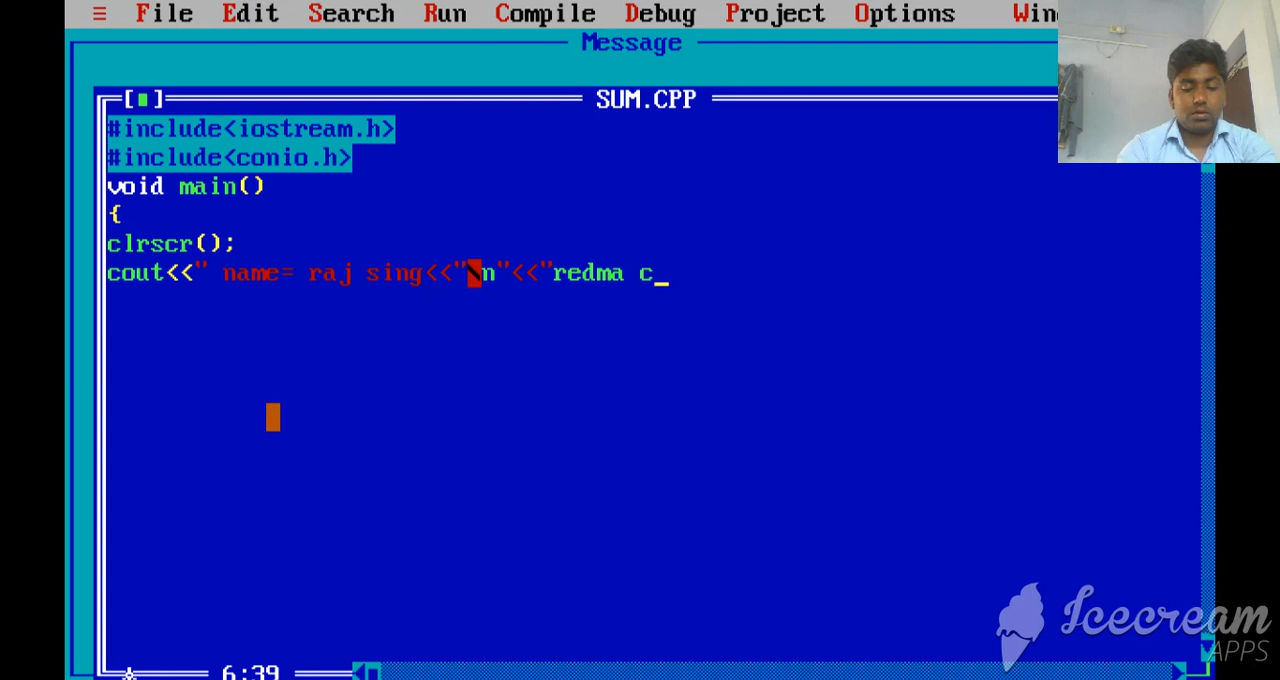 ≡ File Edit Search Run Compile Debug Project Options Win
Message
[■] SUM.CPP
#include<iostream.h>
#include<conio.h>
void main()
{
clrscr();
cout<<" name= raj sing<<"\n"<<"redma c_
6:39
Icecream
APPS